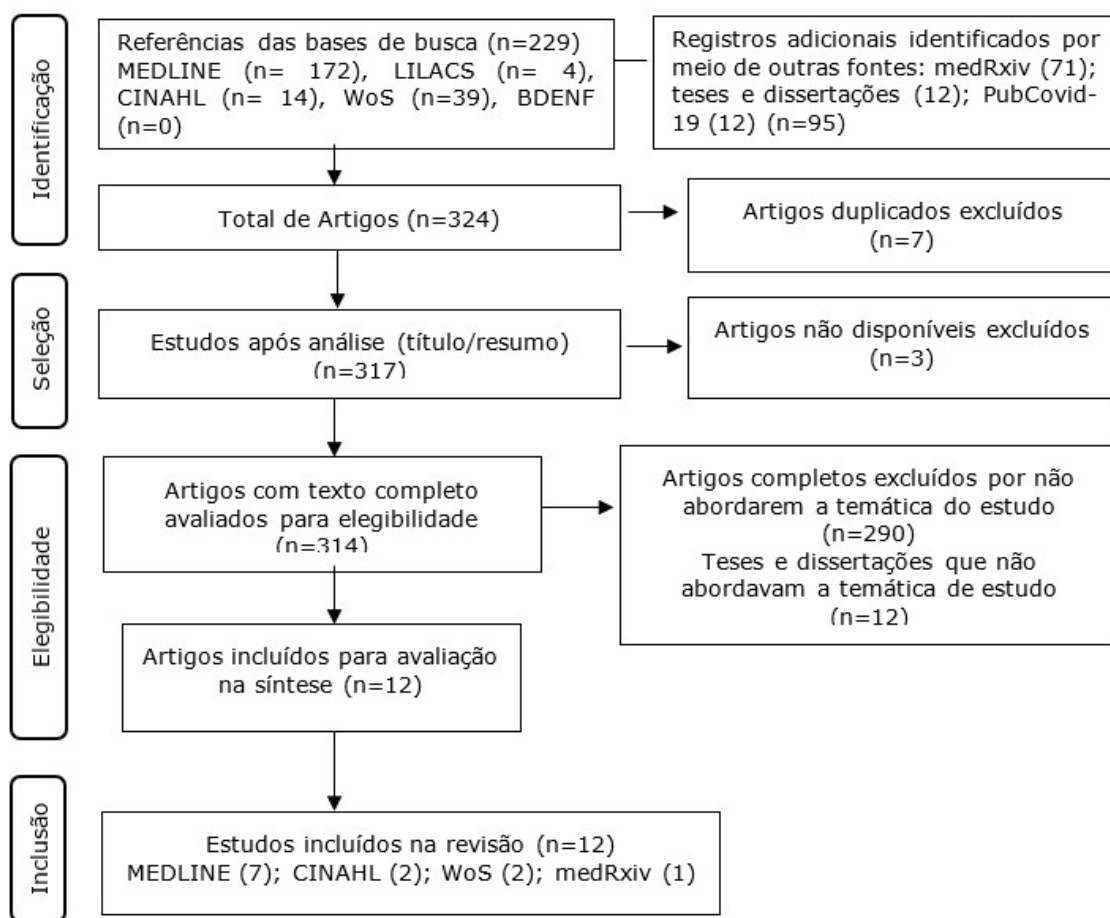 Identificação
Referências das bases de busca (n=229)
MEDLINE (n= 172), LILACS (n= 4),
CINAHL (n= 14), WoS (n=39), BDENF
(n=0)
Registros adicionais identificados por
meio de outras fontes: medRxiv (71);
teses e dissertações (12); PubCovid-
19 (12) (n=95)
Total de Artigos (n=324)
Artigos duplicados excluídos
(n=7)
Seleção
Estudos após análise (título/resumo)
(n=317)
Artigos não disponíveis excluídos
(n=3)
Elegibilidade
Artigos com texto completo
avaliados para elegibilidade
(n=314)
Artigos completos excluídos por não
abordarem a temática do estudo
(n=290)
Teses e dissertações que não
abordavam a temática de estudo
(n=12)
Artigos incluídos para avaliação
na síntese (n=12)
Inclusão
Estudos incluídos na revisão (n=12)
MEDLINE (7); CINAHL (2); WoS (2); medRxiv (1)